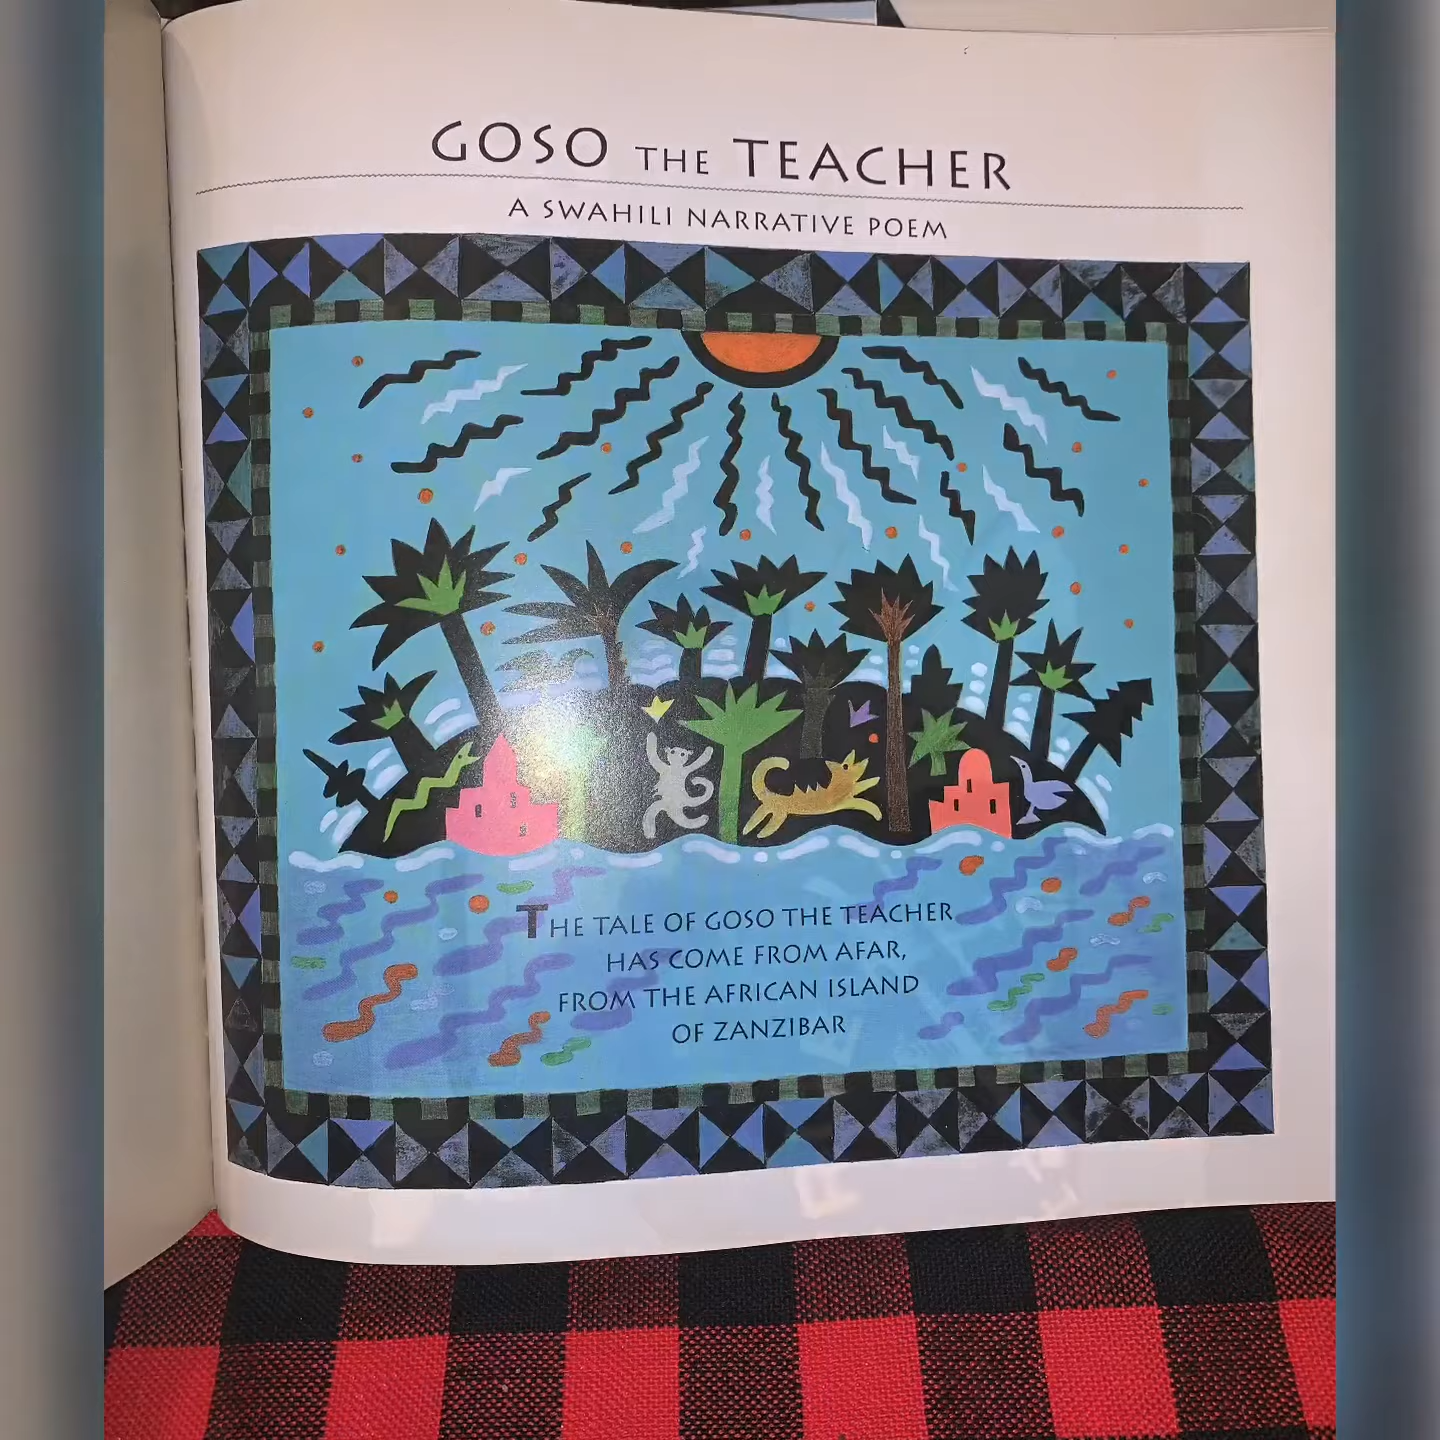 GOSO THE TEACHER
A SWAHILI NARRATIVE POEM
THE TALE OF GOSO THE TEACHER
HAS COME FROM AFAR,
FROM THE AFRICAN ISLAND
OF ZANZIBAR